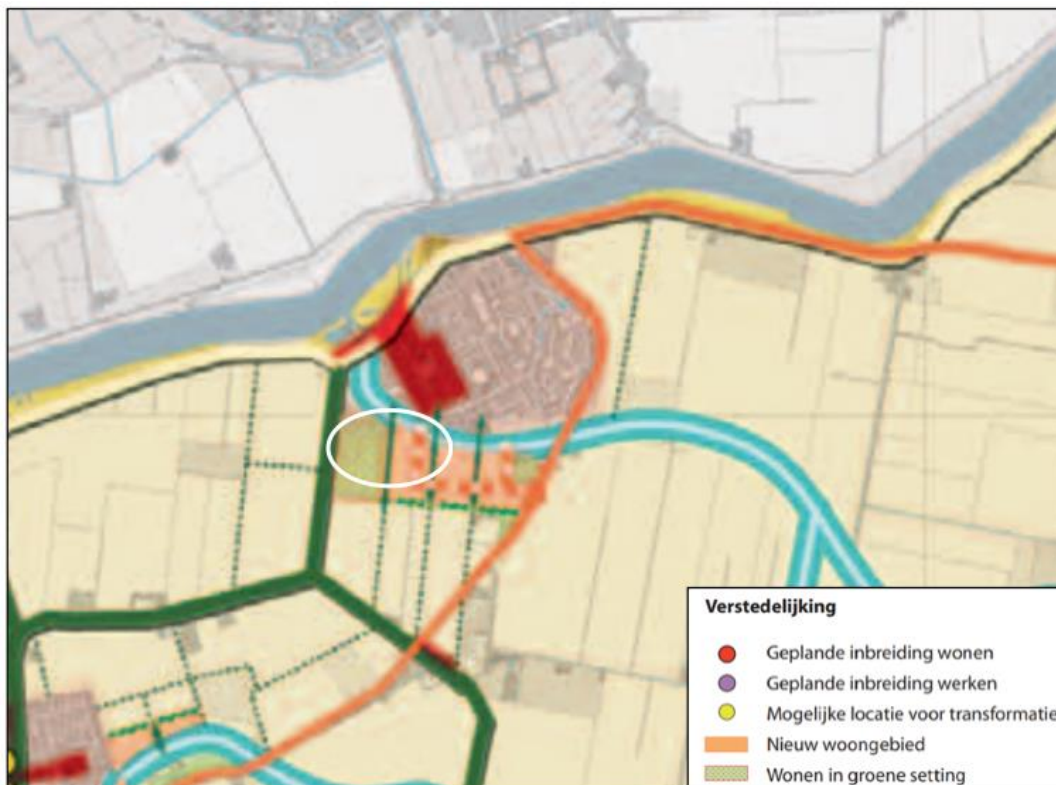 Verstedelijking
Geplande inbreiding wonen
Geplande inbreiding werken
Mogelijke locatie voor transformatie
Nieuw woongebied
Wonen in groene setting